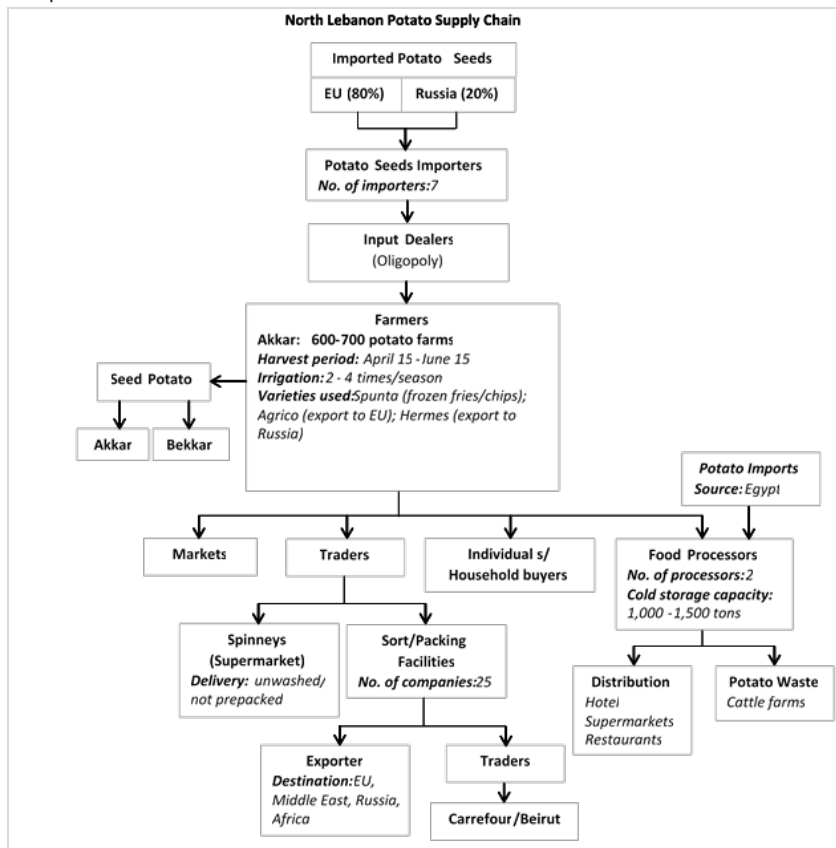 North Lebanon Potato Supply Chain
Imported Potato Seeds
EU (80%)
Russia (20%)
Potato Seeds Importers
No. of importers:7
Input Dealers
(Oligopoly)
Farmers
Akkar: 600-700 potato farms
Harvest period: April 15 - June 15
Irrigation: 2 - 4 times/season
Varieties used:Spunta (frozen fries/chips);
Agrico (export to EU); Hermes (export to
Russia)
Seed Potato
Akkar
Bekkar
Potato Imports
Source: Egypt
Markets
Traders
Individual s/
Household buyers
Food Processors
No. of processors:2
Cold storage capacity:
1,000 - 1,500 tons
Spinneys
(Supermarket)
Delivery: unwashed/
not prepacked
Sort/Packing
Facilities
No. of companies:25
Distribution
Hotel
Supermarkets
Restaurants
Potato Waste
Cattle farms
Exporter
Destination:EU,
Middle East, Russia,
Africa
Traders
Carrefour/Beirut